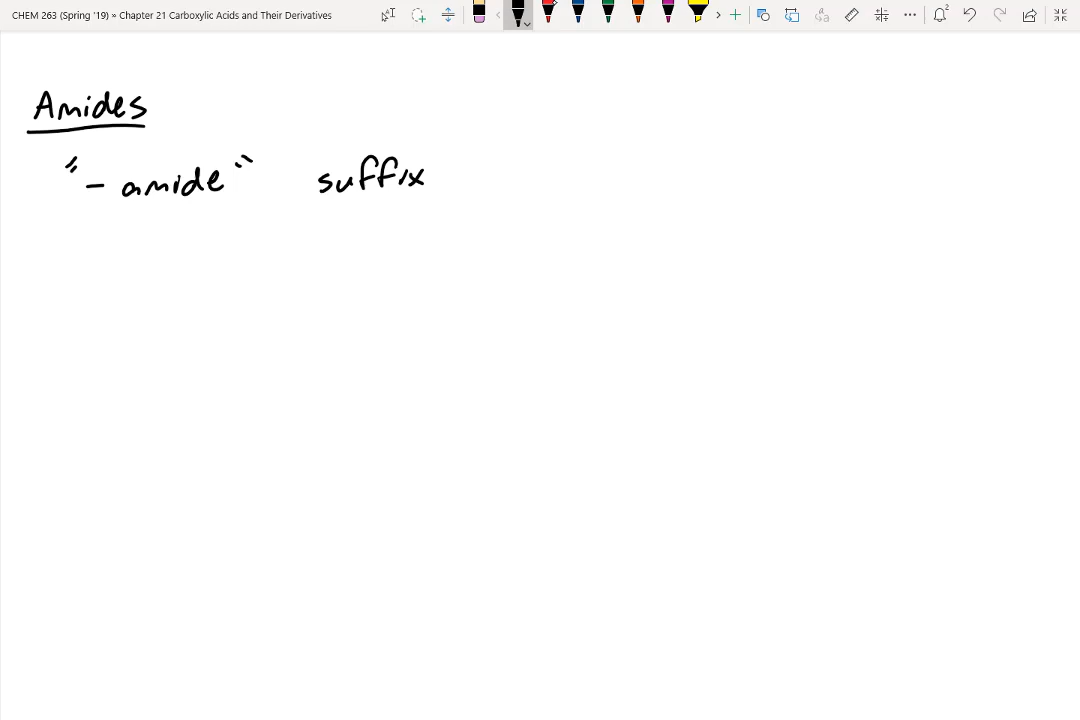 CHEM 263 (Spring '19) » Chapter 21 Carboxylic Acids and Their Derivatives
Amides
"-amide" suffix